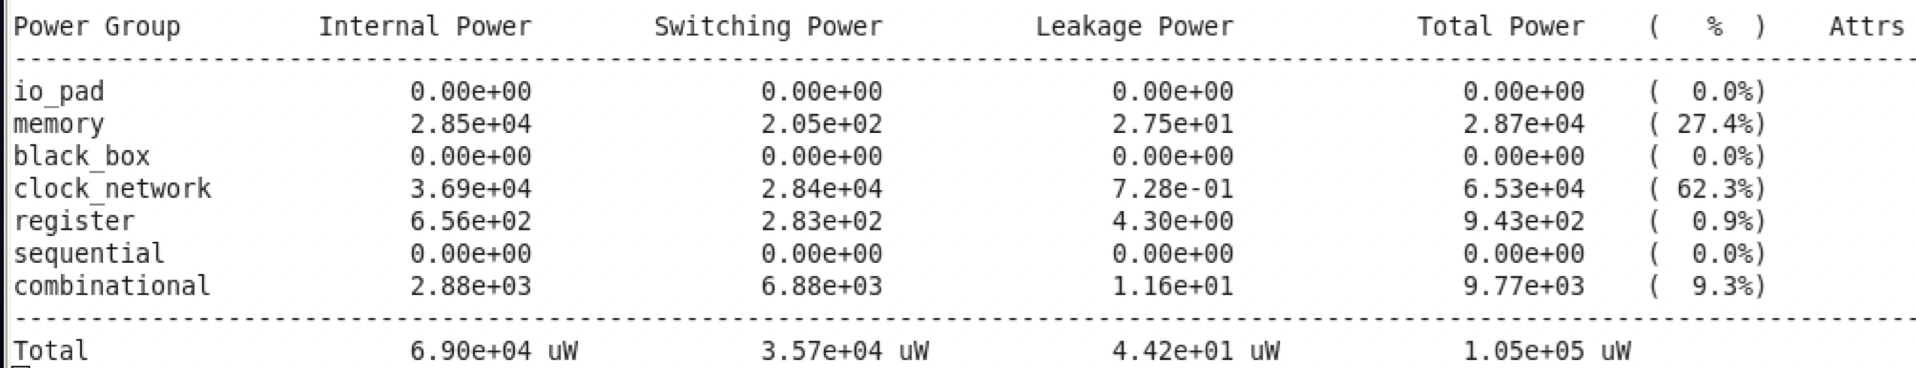 Power Group         Internal Power        Switching Power          Leakage Power            Total Power    (   %  )    Attrs
--------------------------------------------------------------------------------------------------------------------------------
io_pad                    0.00e+00               0.00e+00               0.00e+00               0.00e+00    (  0.0%)
memory                    2.85e+04               2.05e+02               2.75e+01               2.87e+04    ( 27.4%)
black_box                 0.00e+00               0.00e+00               0.00e+00               0.00e+00    (  0.0%)
clock_network             3.69e+04               2.84e+04               7.28e-01               6.53e+04    ( 62.3%)
register                  6.56e+02               2.83e+02               4.30e+00               9.43e+02    (  0.9%)
sequential                0.00e+00               0.00e+00               0.00e+00               0.00e+00    (  0.0%)
combinational             2.88e+03               6.88e+03               1.16e+01               9.77e+03    (  9.3%)
--------------------------------------------------------------------------------------------------------------------------------
Total                     6.90e+04 uW            3.57e+04 uW            4.42e+01 uW            1.05e+05 uW